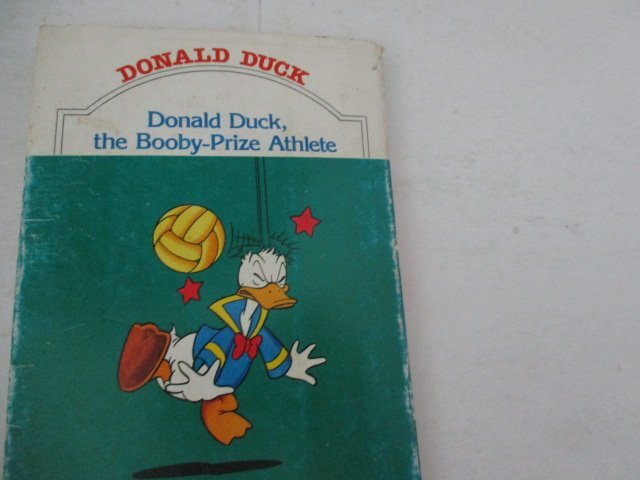 DONALD DUCK
Donald Duck,
the Booby-Prize Athlete